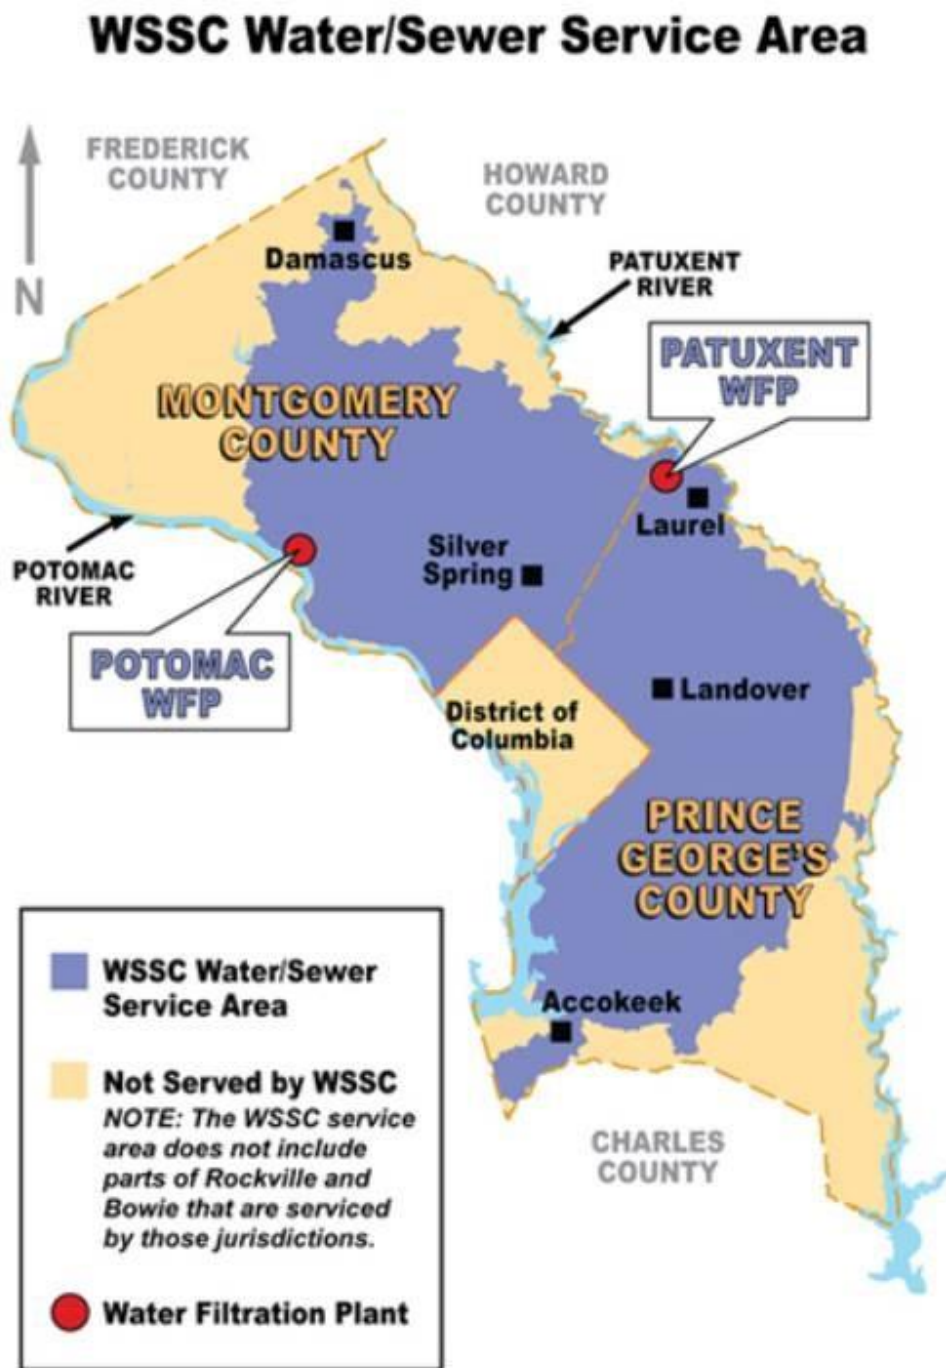 WSSC Water/Sewer Service Area
FREDERICK
COUNTY
HOWARD
COUNTY
N
Damascus
PATUXENT
RIVER
PATUXENT
WFP
MONTGOMERY
COUNTY
Laurel
Silver
Spring
POTOMAC
RIVER
POTOMAC
WFP
Landover
District of
Columbia
PRINCE
GEORGE'S
COUNTY
Accokeek
CHARLES
COUNTY
WSSC Water/Sewer
Service Area
Not Served by WSSC
NOTE: The WSSC service
area does not include
parts of Rockville and
Bowie that are serviced
by those jurisdictions.
Water Filtration Plant